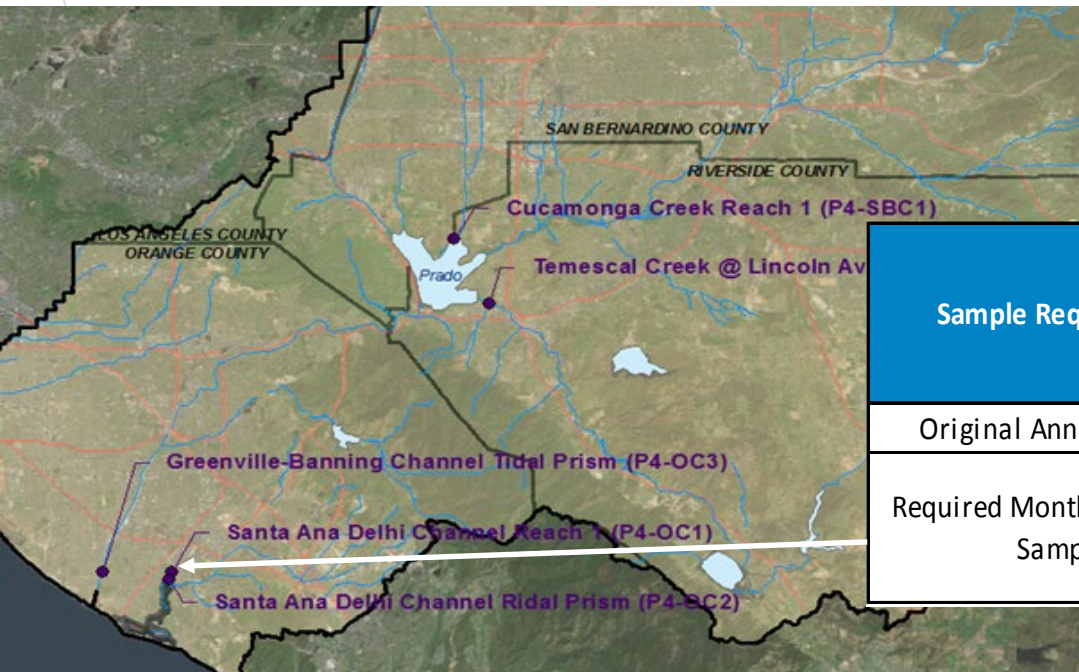 SAN BERNARDINO COUNTY
RIVERSIDE COUNTY
Cucamonga Creek Reach 1 (P4-SBC1)
LOS ANGELES COUNTY
ORANGE COUNTY
Prado
Temescal Creek @ Lincoln Av
Sample Req
Original Ann
Required Month
Samp
Greenville-Banning Channel Tidal Prism (P4-OC3)
Santa Ana Delhi Channel Reach 1 (P4-OC1)
Santa Ana Delhi Channel Ridal Prism (P4-OC2)